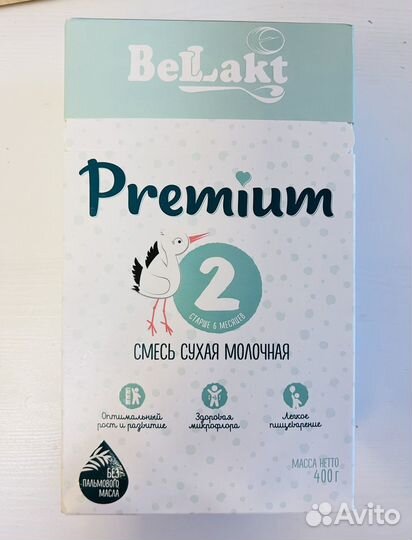 BeLLakt
Premium
2
СТАРШЕ 6 МЕСЯЦЕВ
СМЕСЬ СУХАЯ МОЛОЧНАЯ
Оптимальный
рост и развитие
Здоровая
микрофлора
Легкое
пищеварение
БЕЗ
ПАЛЬМОВОГО
МАСЛА
МАССА НЕТТО
400 г
Avito